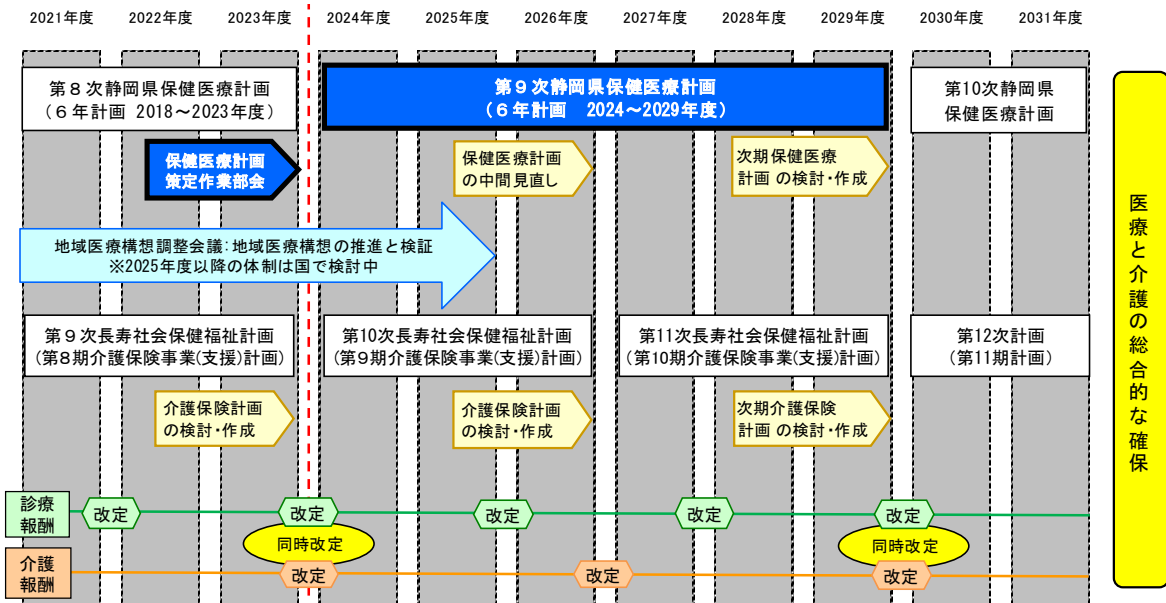 2021年度 2022年度 2023年度 2024年度 2025年度 2026年度 2027年度 2028年度 2029年度 2030年度 2031年度
第8次静岡県保健医療計画
(6年計画 2018~2023年度)
第9次静岡県保健医療計画
(6年計画 2024~2029年度)
第10次静岡県
保健医療計画
保健医療計画
策定作業部会
保健医療計画
の中間見直し
次期保健医療
計画 の検討・作成
地域医療構想調整会議:地域医療構想の推進と検証
※2025年度以降の体制は国で検討中
第9次長寿社会保健福祉計画
(第8期介護保険事業(支援)計画)
第10次長寿社会保健福祉計画
(第9期介護保険事業(支援)計画)
第11次長寿社会保健福祉計画
(第10期介護保険事業(支援)計画)
第12次計画
(第11期計画)
介護保険計画
の検討・作成
介護保険計画
の検討・作成
次期介護保険
計画 の検討・作成
診療
報酬
改定
改定
改定
改定
改定
同時改定
同時改定
介護
報酬
改定
改定
改定
医療と介護の総合的な確保